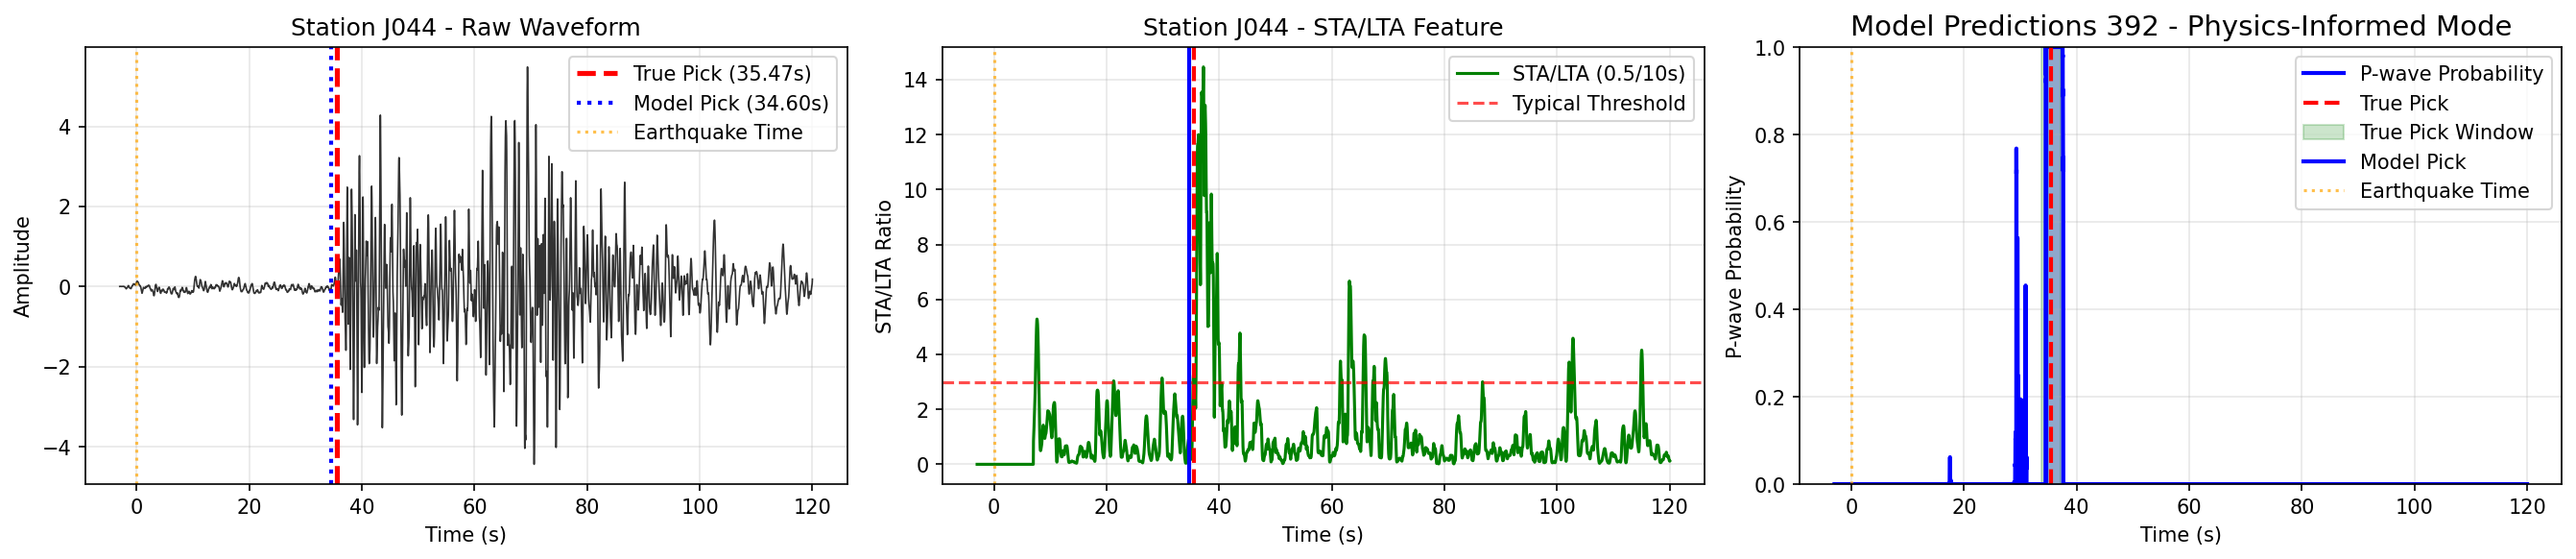 Station J044 - Raw Waveform
Amplitude
4
2
0
−2
−4
True Pick (35.47s)
Model Pick (34.60s)
Earthquake Time
0 20 40 60 80 100 120
Time (s)
Station J044 - STA/LTA Feature
STA/LTA Ratio
14
12
10
8
6
4
2
0
STA/LTA (0.5/10s)
Typical Threshold
0 20 40 60 80 100 120
Time (s)
Model Predictions 392 - Physics-Informed Mode
P-wave Probability
1.0
0.8
0.6
0.4
0.2
0.0
P-wave Probability
True Pick
True Pick Window
Model Pick
Earthquake Time
0 20 40 60 80 100 120
Time (s)